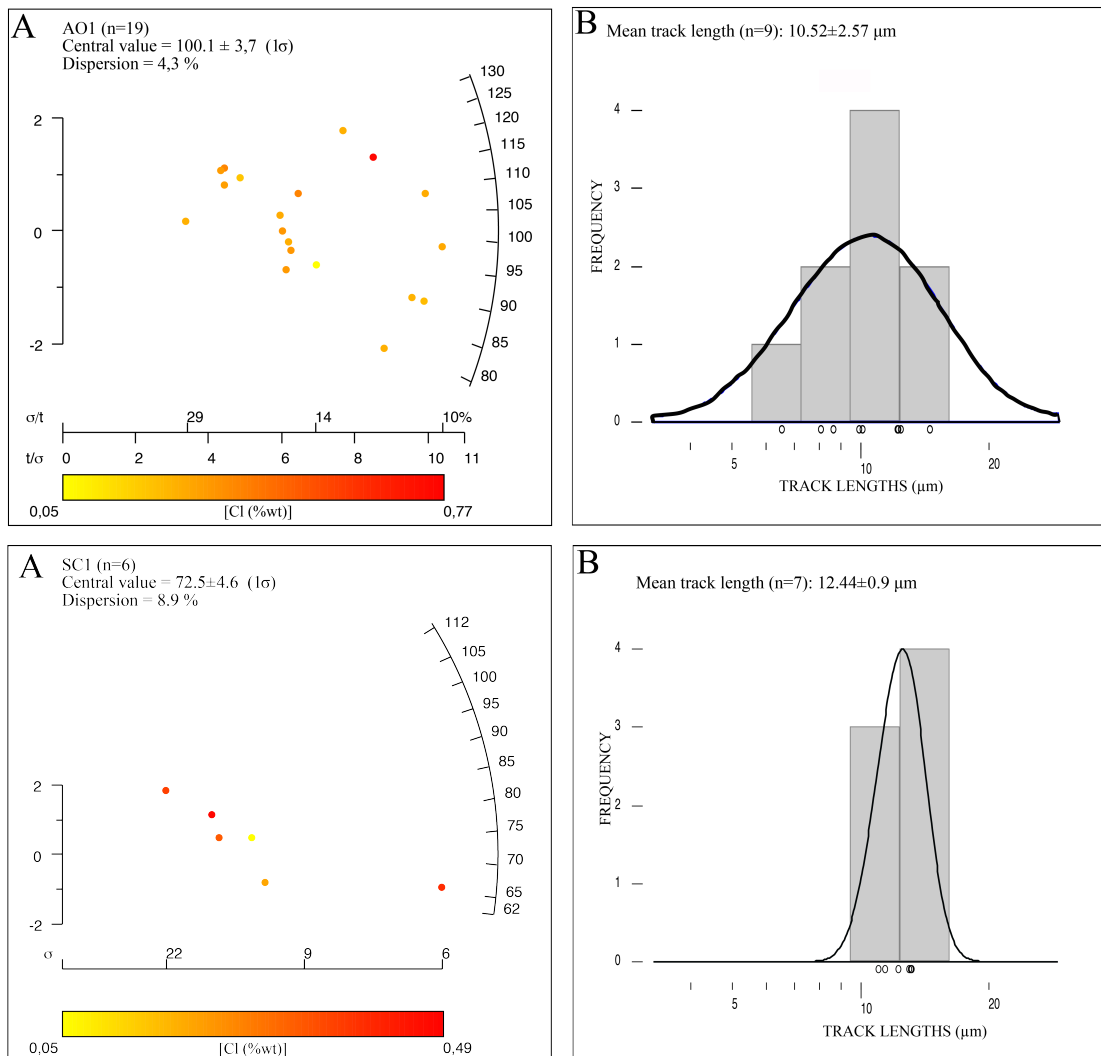 A
AO1 (n=19)
Central value = 100.1 ± 3,7 (1σ)
Dispersion = 4,3 %
130
125
120
115
110
105
100
95
90
85
80
2
0
-2
σ/t
29
14
10%
t/σ
0
2
4
6
8
10
11
0,05
[Cl (%wt)]
0,77
B
Mean track length (n=9): 10.52±2.57 µm
FREQUENCY
4
3
2
1
0
5
10
20
TRACK LENGTHS (µm)
A
SC1 (n=6)
Central value = 72.5±4.6 (1σ)
Dispersion = 8.9 %
112
105
100
95
90
85
80
75
70
65
62
2
0
-2
σ
22
9
6
0,05
[Cl (%wt)]
0,49
B
Mean track length (n=7): 12.44±0.9 µm
FREQUENCY
4
3
2
1
0
5
10
20
TRACK LENGTHS (µm)